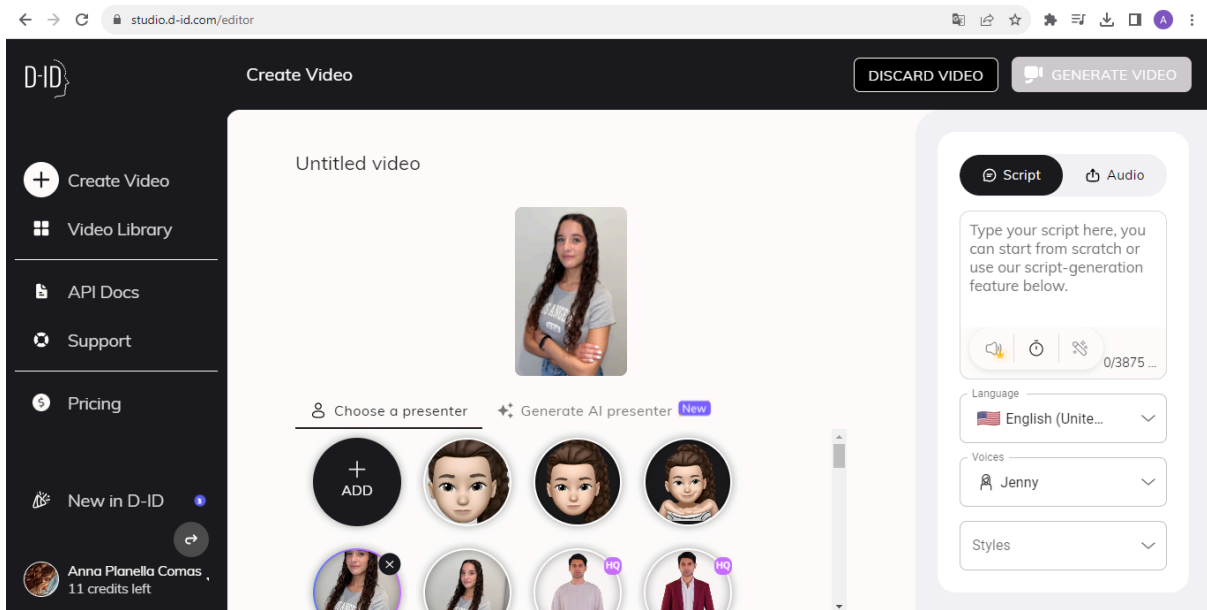 studio.d-id.com/editor
A
D-ID
Create Video
DISCARD VIDEO
GENERATE VIDEO
Create Video
Video Library
API Docs
Support
Pricing
New in D-ID
Anna Planella Comas
11 credits left
Untitled video
Choose a presenter
Generate AI presenter New
+
ADD
HQ
HQ
Script
Audio
Type your script here, you
can start from scratch or
use our script-generation
feature below.
0/3875 ...
Language
English (Unite...
Voices
Jenny
Styles